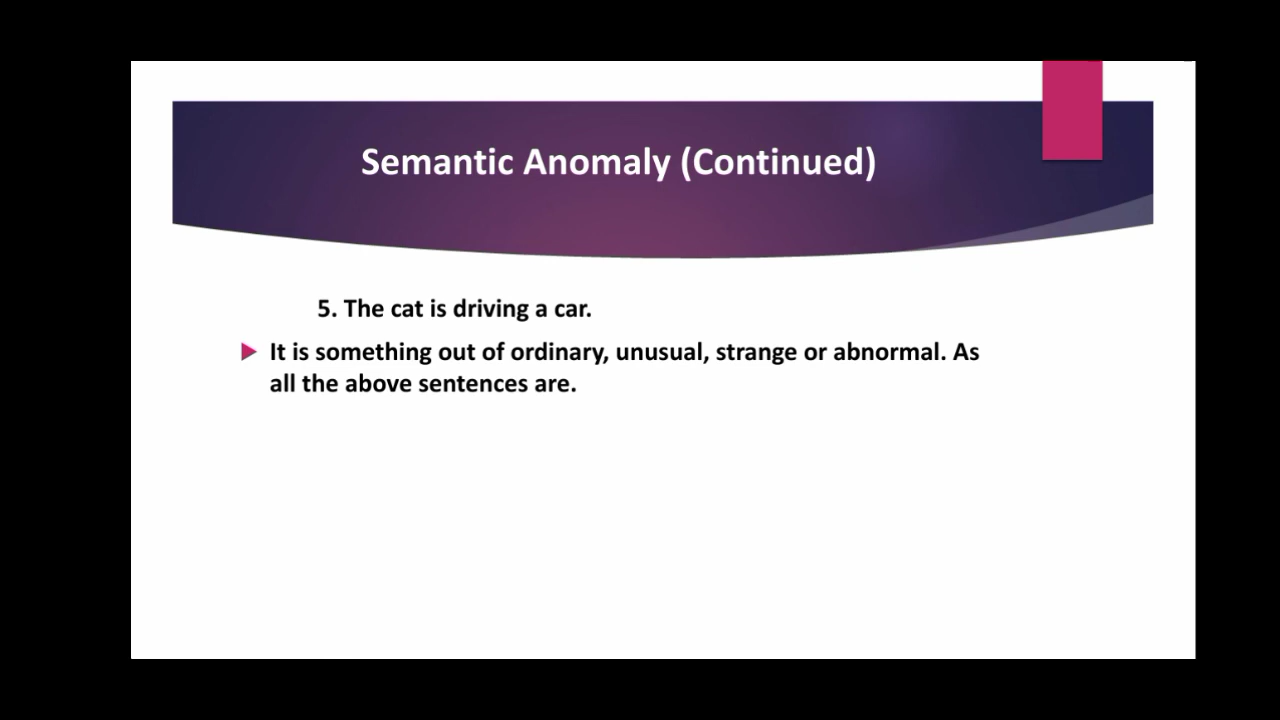 Semantic Anomaly (Continued)
5. The cat is driving a car.
It is something out of ordinary, unusual, strange or abnormal. As
all the above sentences are.